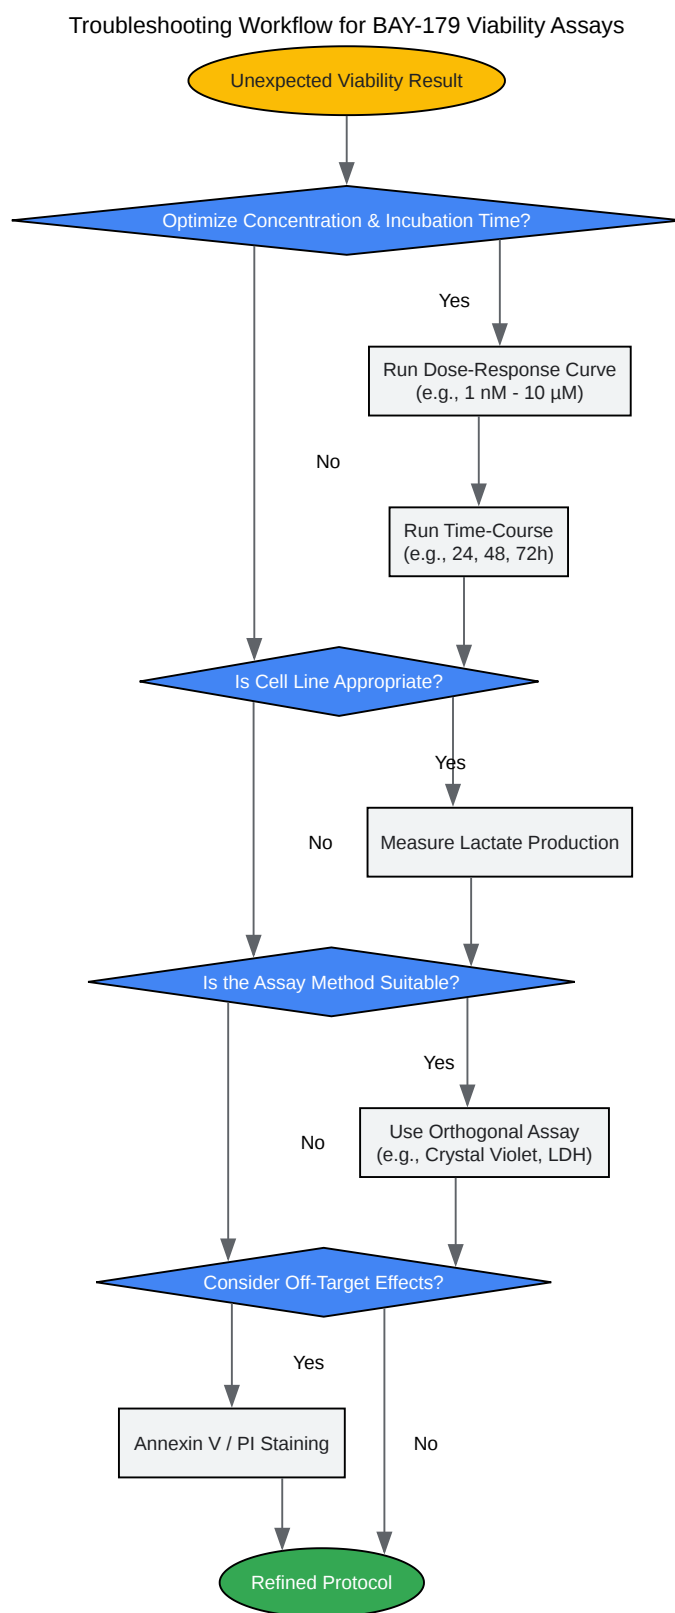 Troubleshooting Workflow for BAY-179 Viability Assays
Unexpected Viability Result
Optimize Concentration & Incubation Time?
Yes
Run Dose-Response Curve
(e.g., 1 nM - 10 µM)
No
Run Time-Course
(e.g., 24, 48, 72h)
Is Cell Line Appropriate?
Yes
No
Measure Lactate Production
Is the Assay Method Suitable?
Yes
No
Use Orthogonal Assay
(e.g., Crystal Violet, LDH)
Consider Off-Target Effects?
Yes
Annexin V / PI Staining
No
Refined Protocol